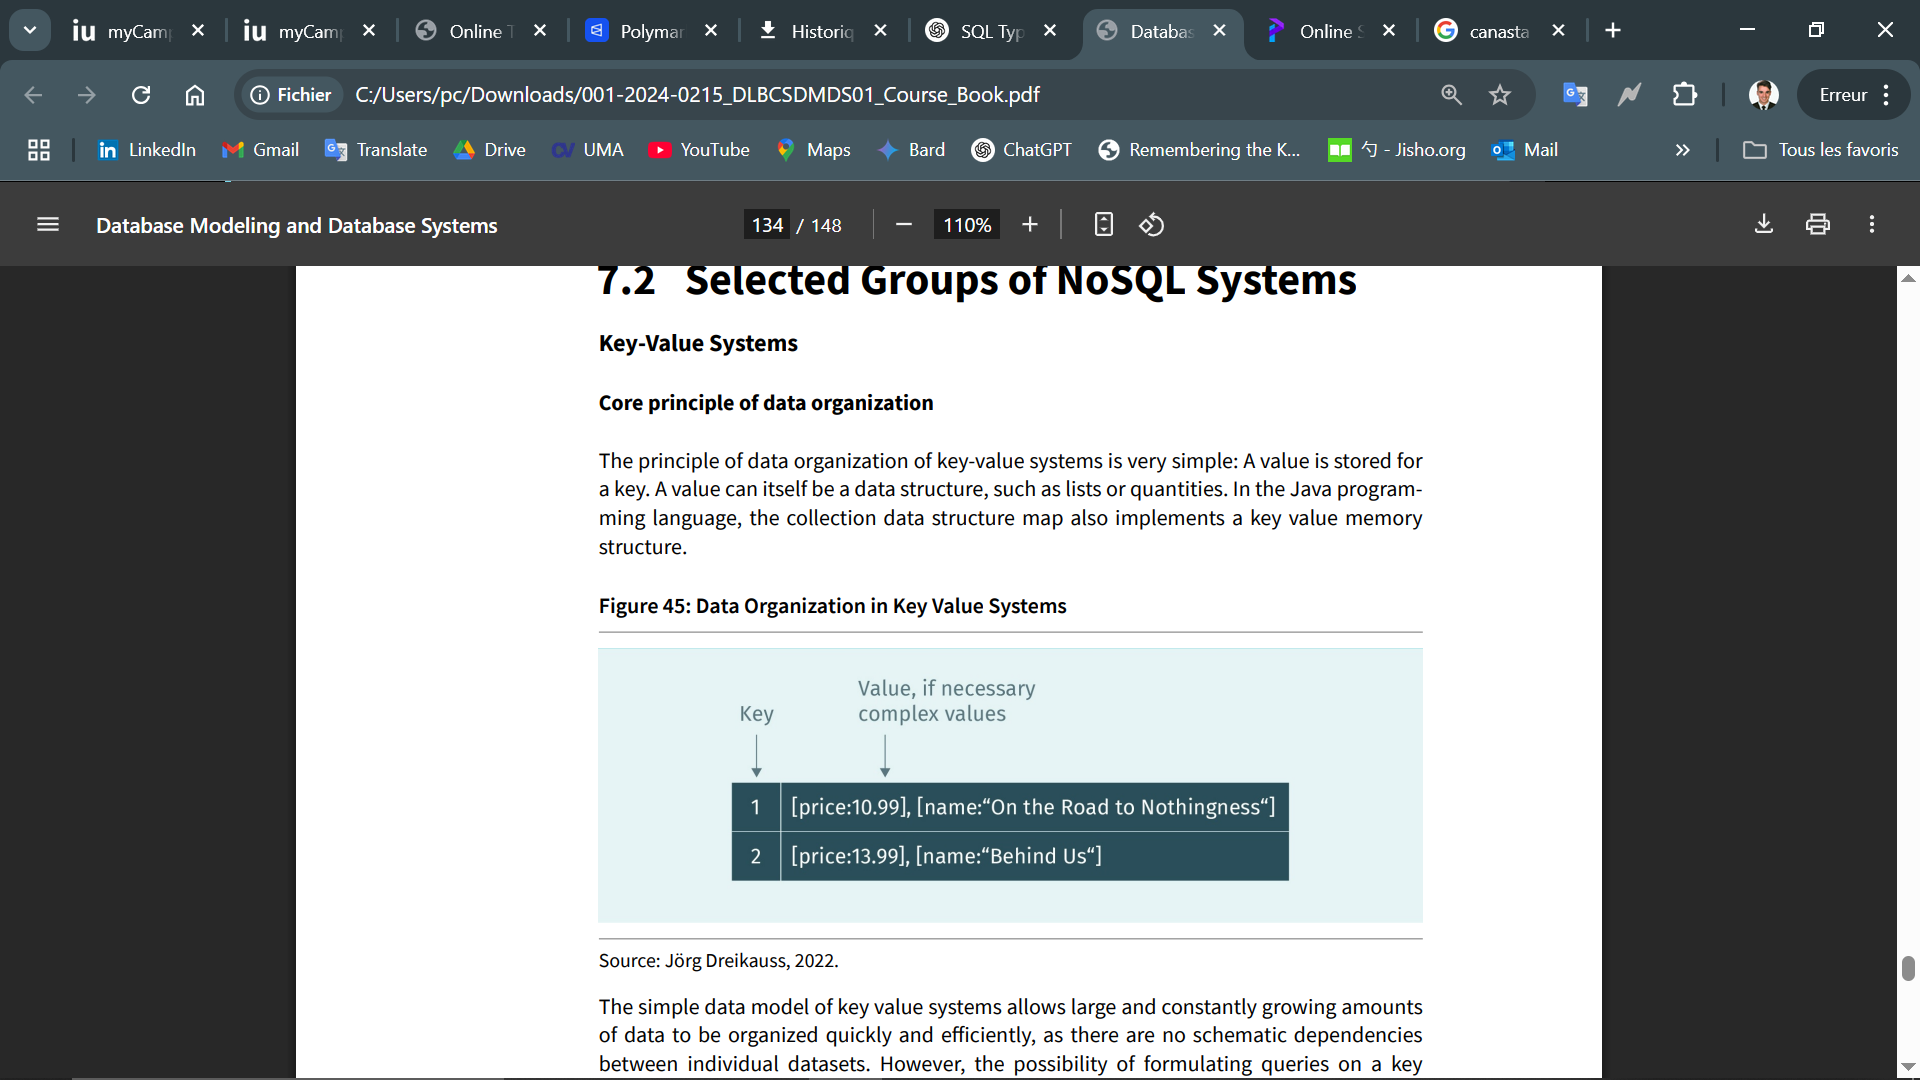 iu myCam
iu myCam
Online T
Polymar
Historiq
SQL Typ
Databas
Online S
canasta
Fichier
C:/Users/pc/Downloads/001-2024-0215_DLBCSDMDS01_Course_Book.pdf
Erreur
LinkedIn
Gmail
Translate
Drive
CV UMA
YouTube
Maps
Bard
ChatGPT
Remembering the K...
勺 - Jisho.org
Mail
Tous les favoris
Database Modeling and Database Systems
134 / 148
110%
7.2 Selected Groups of NoSQL Systems
Key-Value Systems
Core principle of data organization
The principle of data organization of key-value systems is very simple: A value is stored for
a key. A value can itself be a data structure, such as lists or quantities. In the Java program-
ming language, the collection data structure map also implements a key value memory
structure.
Figure 45: Data Organization in Key Value Systems
Key
Value, if necessary
complex values
1 [price:10.99], [name:“On the Road to Nothingness“]
2 [price:13.99], [name:“Behind Us“]
Source: Jörg Dreikauss, 2022.
The simple data model of key value systems allows large and constantly growing amounts
of data to be organized quickly and efficiently, as there are no schematic dependencies
between individual datasets. However, the possibility of formulating queries on a key